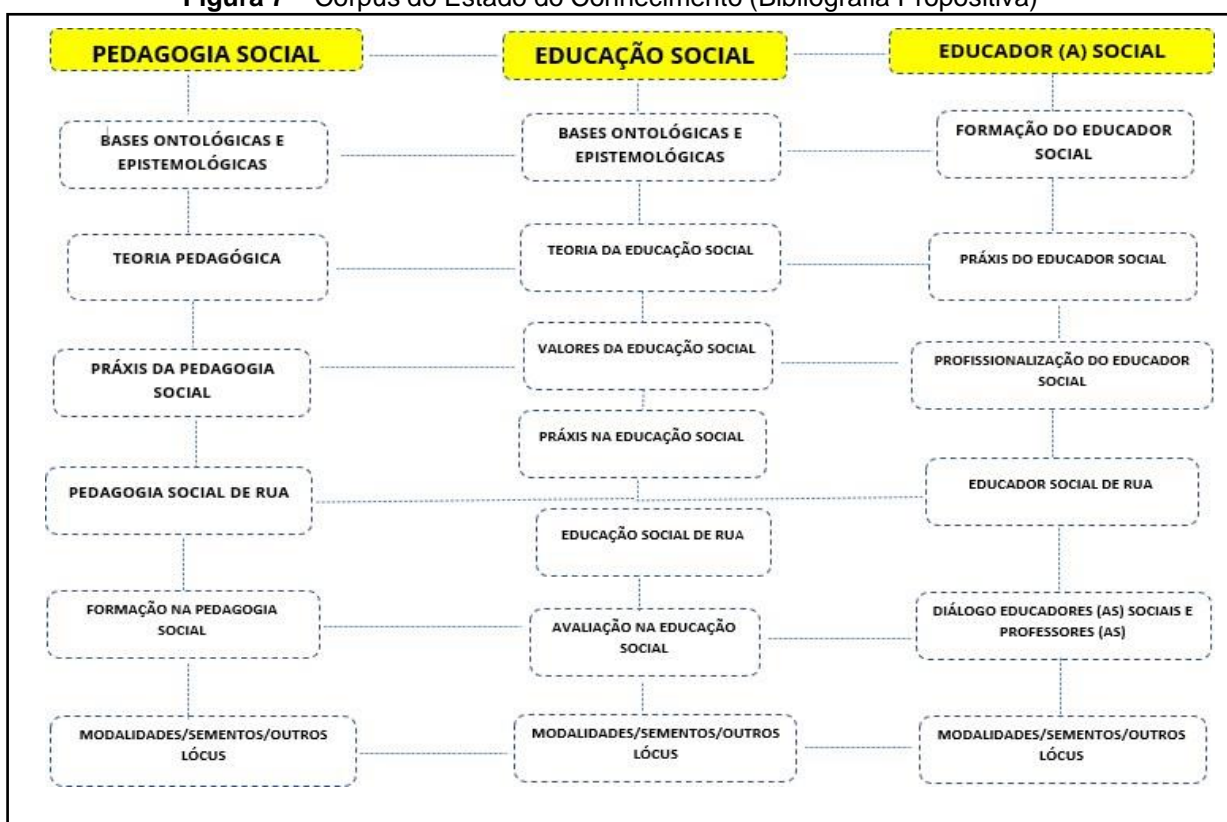 Figura 7 – Corpus do Estado do Conhecimento (Bibliografia Propositiva)
PEDAGOGIA SOCIAL
EDUCAÇÃO SOCIAL
EDUCADOR (A) SOCIAL
BASES ONTOLÓGICAS E
EPISTEMOLÓGICAS
BASES ONTOLÓGICAS E
EPISTEMOLÓGICAS
FORMAÇÃO DO EDUCADOR
SOCIAL
TEORIA PEDAGÓGICA
TEORIA DA EDUCAÇÃO SOCIAL
PRÁXIS DO EDUCADOR SOCIAL
PRÁXIS DA PEDAGOGIA
SOCIAL
VALORES DA EDUCAÇÃO SOCIAL
PROFISSIONALIZAÇÃO DO EDUCADOR
SOCIAL
PRÁXIS NA EDUCAÇÃO SOCIAL
PEDAGOGIA SOCIAL DE RUA
EDUCAÇÃO SOCIAL DE RUA
EDUCADOR SOCIAL DE RUA
FORMAÇÃO NA PEDAGOGIA
SOCIAL
AVALIAÇÃO NA EDUCAÇÃO
SOCIAL
DIÁLOGO EDUCADORES (AS) SOCIAIS E
PROFESSORES (AS)
MODALIDADES/SEMENTOS/OUTROS
LÓCUS
MODALIDADES/SEMENTOS/OUTROS
LÓCUS
MODALIDADES/SEMENTOS/OUTROS
LÓCUS